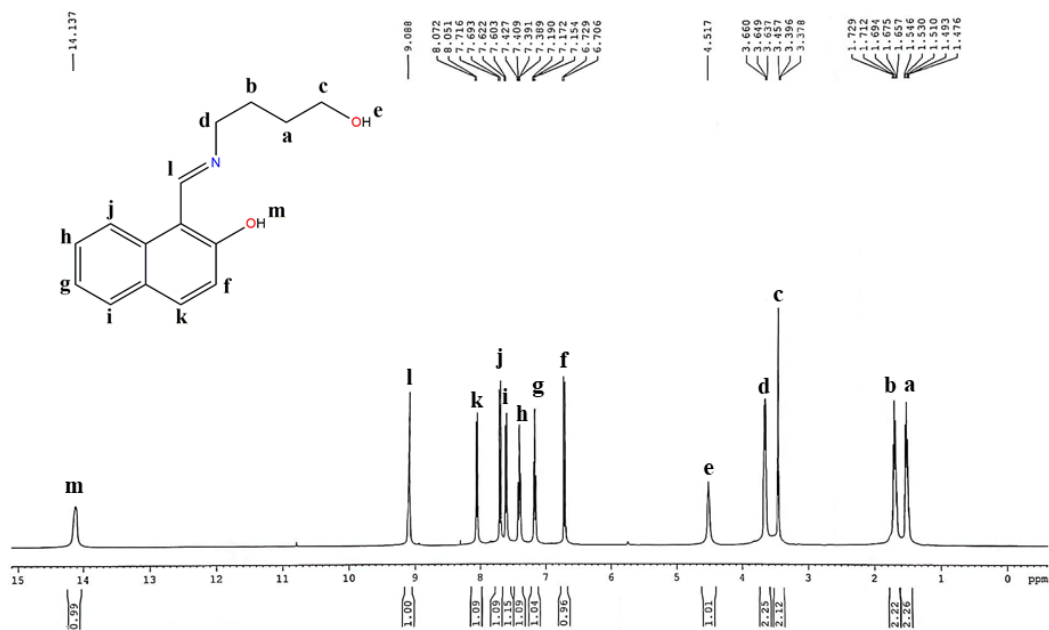 14.137
9.088
8.072
8.051
7.716
7.693
7.622
7.603
7.427
7.409
7.391
7.389
7.190
7.172
7.154
6.729
6.706
4.517
3.660
3.649
3.637
3.457
3.396
3.378
1.729
1.712
1.694
1.675
1.657
1.546
1.530
1.510
1.493
1.476
b
c
e
OH
d
a
N
l
j
OH
m
h
g
f
i
k
c
j
f
l
d
b
a
i
g
k
h
e
m
15 14 13 12 11 10 9 8 7 6 5 4 3 2 1 0 ppm
0.99
1.00
1.09
1.09
1.15
1.09
1.04
0.96
1.01
2.25
2.12
2.22
2.26